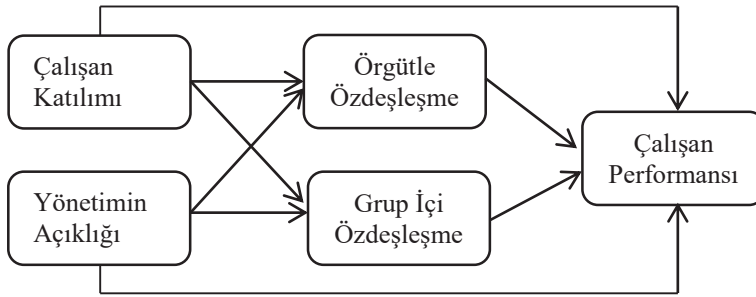 Çalışan
Katılımı
Örgütle
Özdeşleşme
Çalışan
Performansı
Yönetimin
Açıklığı
Grup İçi
Özdeşleşme